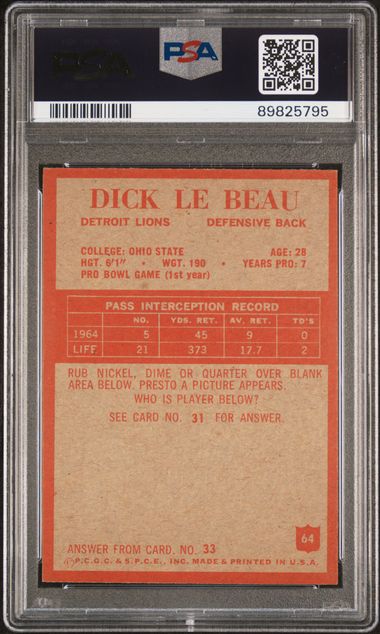 PSA
PSA
89825795
DICK LE BEAU
DETROIT LIONS DEFENSIVE BACK
COLLEGE: OHIO STATE AGE: 28
HGT. 6'1" • WGT. 190 • YEARS PRO: 7
PRO BOWL GAME (1st year)
PASS INTERCEPTION RECORD
NO. YDS. RET. AV. RET. TD'S
1964 5 45 9 0
LIFE 21 373 17.7 2
RUB NICKEL, DIME OR QUARTER OVER BLANK
AREA BELOW. PRESTO A PICTURE APPEARS.
WHO IS PLAYER BELOW?
SEE CARD NO. 31 FOR ANSWER.
64
ANSWER FROM CARD. NO. 33
©P.C.G.C. & S.P.C.E., INC. MADE & PRINTED IN U.S.A.